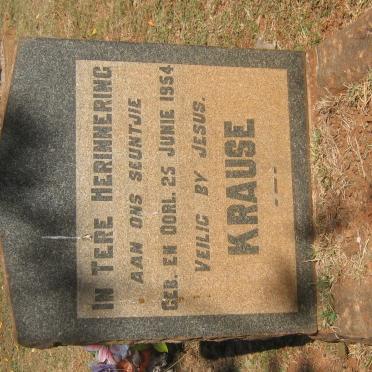 IN TERE HERINNERING
AAN ONS SEUNTJIE
GEB. EN OORL. 25 JUNIE 1954
VEILIG BY JESUS.
KRAUSE